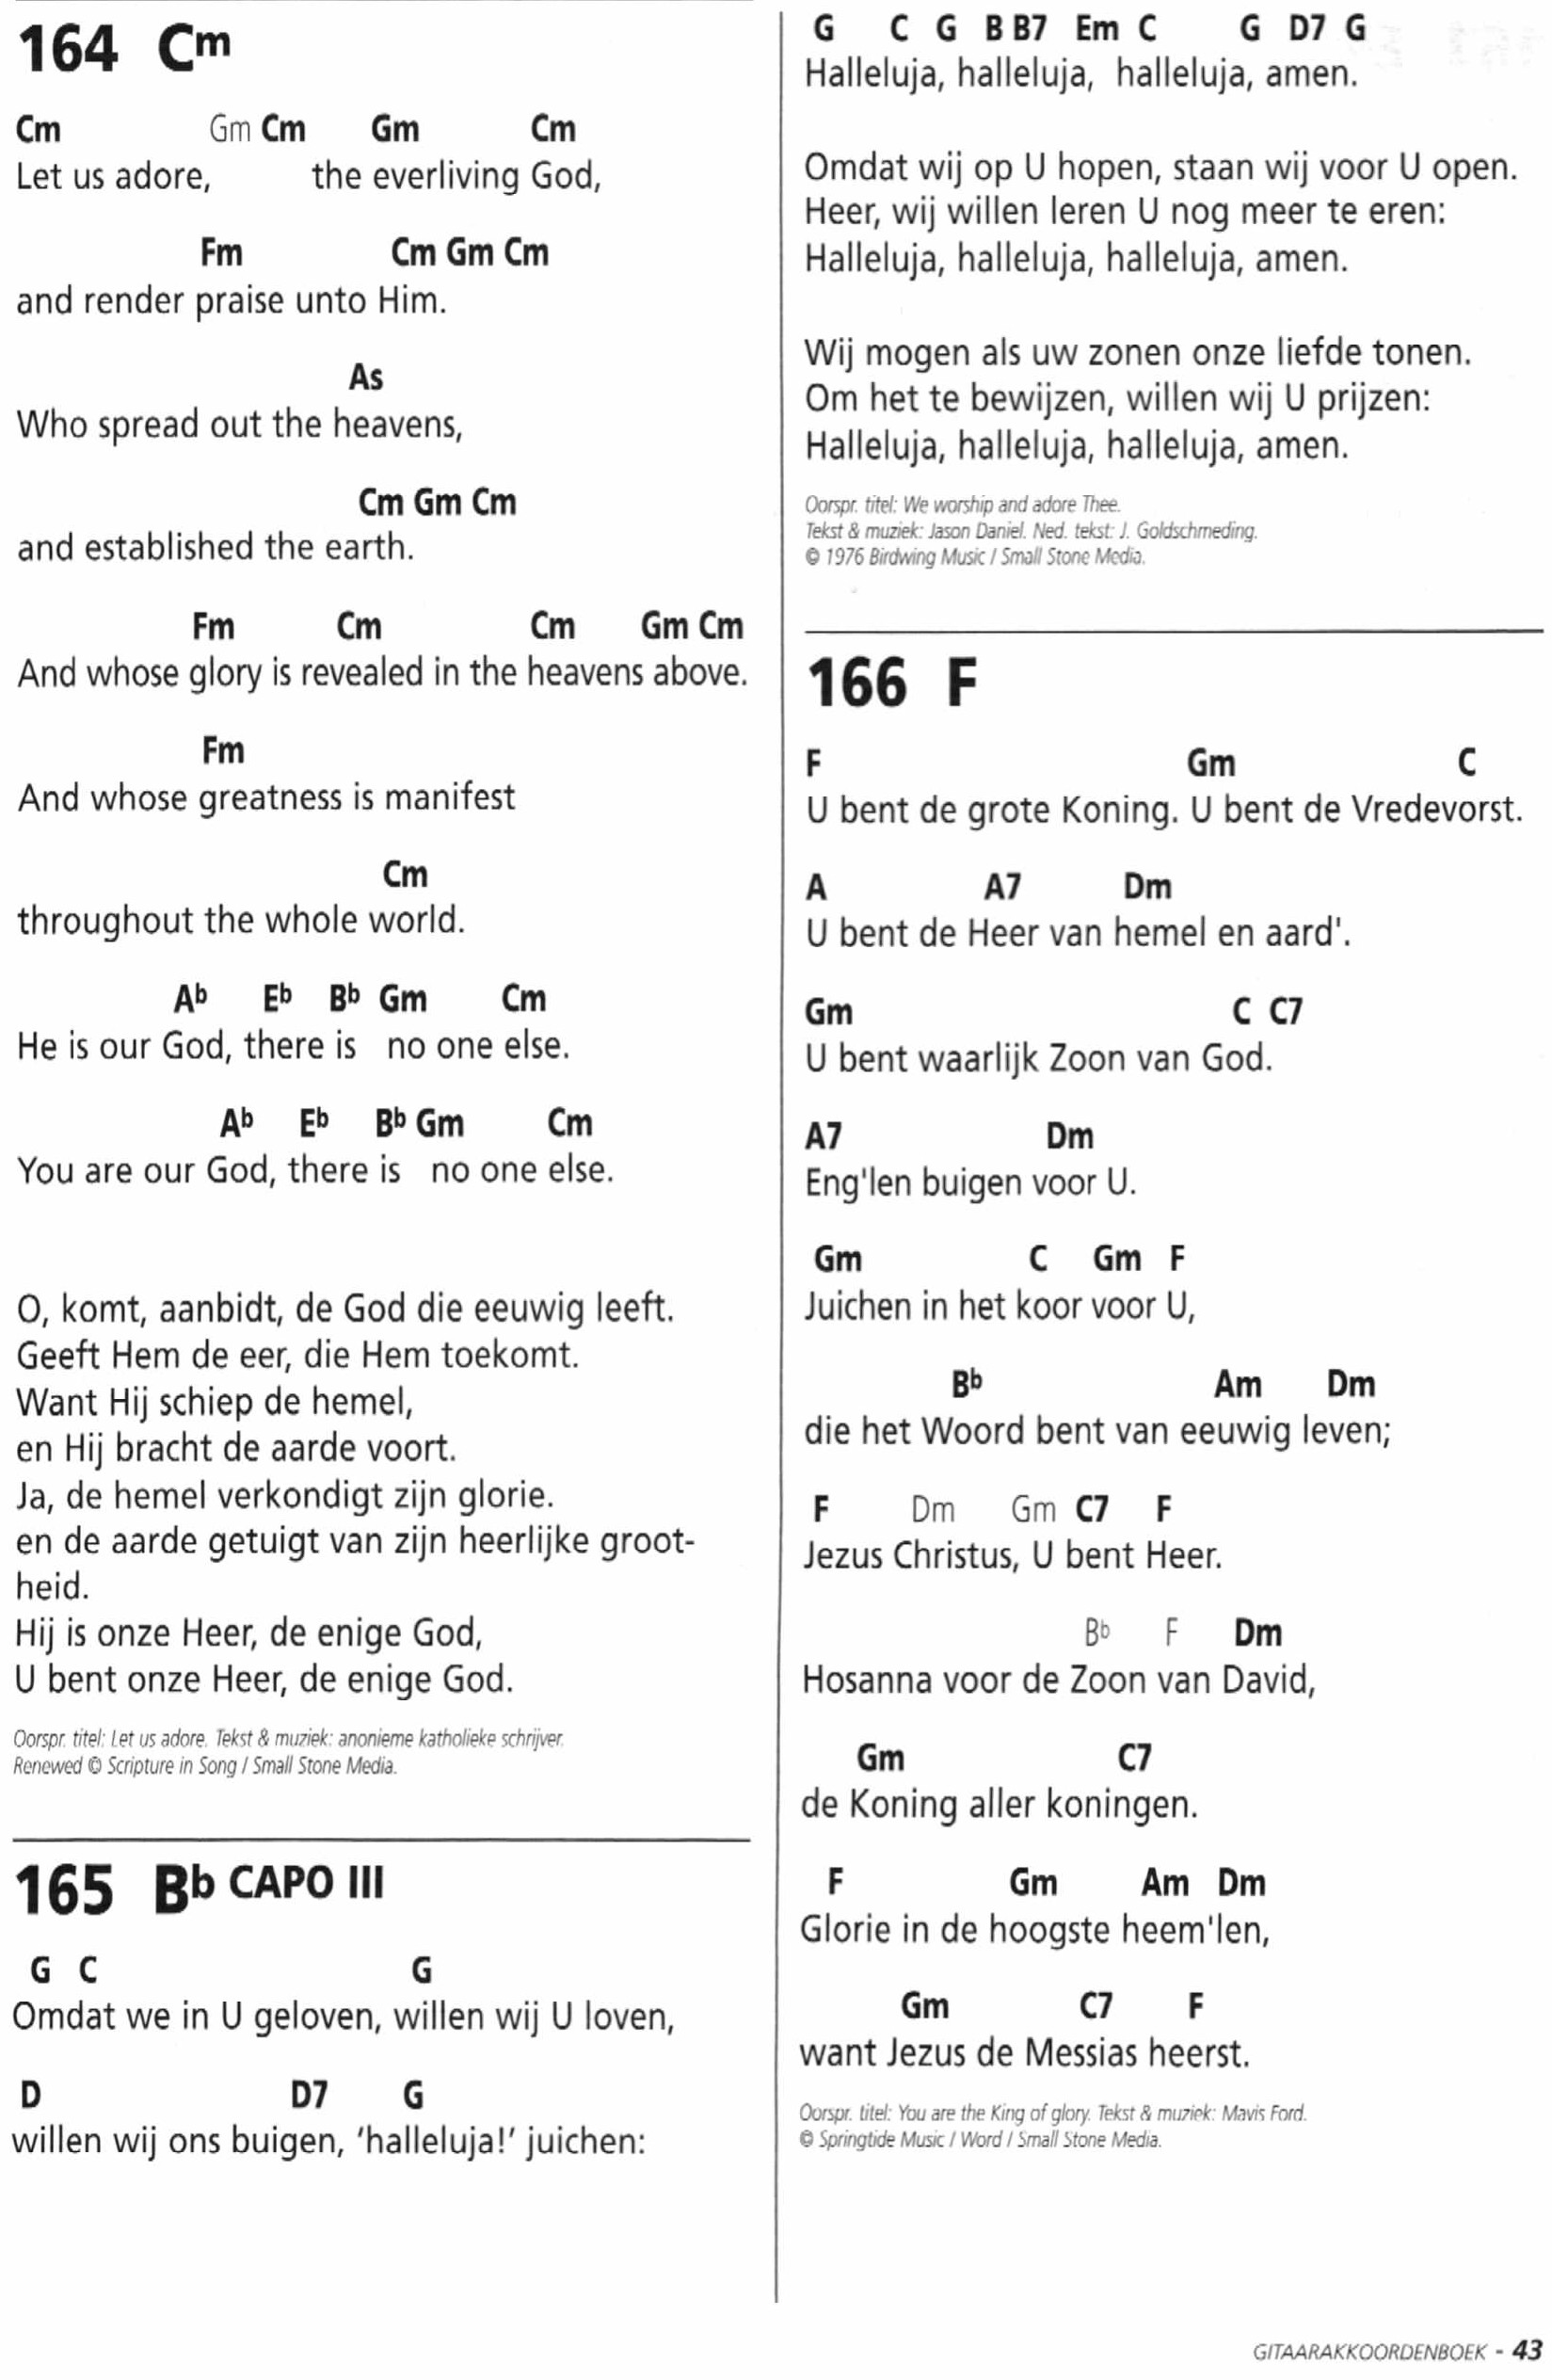 164 Cm
Cm Gm Cm Gm Cm
Let us adore, the everliving God,
Fm Cm Gm Cm
and render praise unto Him.
As
Who spread out the heavens,
Cm Gm Cm
and established the earth.
Fm Cm Cm Gm Cm
And whose glory is revealed in the heavens above.
Fm
And whose greatness is manifest
Cm
throughout the whole world.
Ab Eb Bb Gm Cm
He is our God, there is no one else.
Ab Eb Bb Gm Cm
You are our God, there is no one else.
O, komt, aanbidt, de God die eeuwig leeft.
Geeft Hem de eer, die Hem toekomt.
Want Hij schiep de hemel,
en Hij bracht de aarde voort.
Ja, de hemel verkondigt zijn glorie.
en de aarde getuigt van zijn heerlijke groot-
heid.
Hij is onze Heer, de enige God,
U bent onze Heer, de enige God.
Oorspr. titel: Let us adore. Tekst & muziek: anonieme katholieke schrijver.
Renewed © Scripture in Song / Small Stone Media.
165 Bb CAPO III
G C G
Omdat we in U geloven, willen wij U loven,
D D7 G
willen wij ons buigen, ‘halleluja!’ juichen:
G C G B B7 Em C G D7 G
Halleluja, halleluja, halleluja, amen.
Omdat wij op U hopen, staan wij voor U open.
Heer, wij willen leren U nog meer te eren:
Halleluja, halleluja, halleluja, amen.
Wij mogen als uw zonen onze liefde tonen.
Om het te bewijzen, willen wij U prijzen:
Halleluja, halleluja, halleluja, amen.
Oorspr. titel: We worship and adore Thee.
Tekst & muziek: Jason Daniel. Ned. tekst: J. Goldschmeding.
© 1976 Birdwing Music / Small Stone Media.
166 F
F Gm C
U bent de grote Koning. U bent de Vredevorst.
A A7 Dm
U bent de Heer van hemel en aard'.
Gm C C7
U bent waarlijk Zoon van God.
A7 Dm
Eng'len buigen voor U.
Gm C Gm F
Juichen in het koor voor U,
Bb Am Dm
die het Woord bent van eeuwig leven;
F Dm Gm C7 F
Jezus Christus, U bent Heer.
Bb F Dm
Hosanna voor de Zoon van David,
Gm C7
de Koning aller koningen.
F Gm Am Dm
Glorie in de hoogste heem'len,
Gm C7 F
want Jezus de Messias heerst.
Oorspr. titel: You are the King of glory. Tekst & muziek: Mavis Ford.
© Springtide Music / Word / Small Stone Media.
GITAARAKKOORDENBOEK - 43